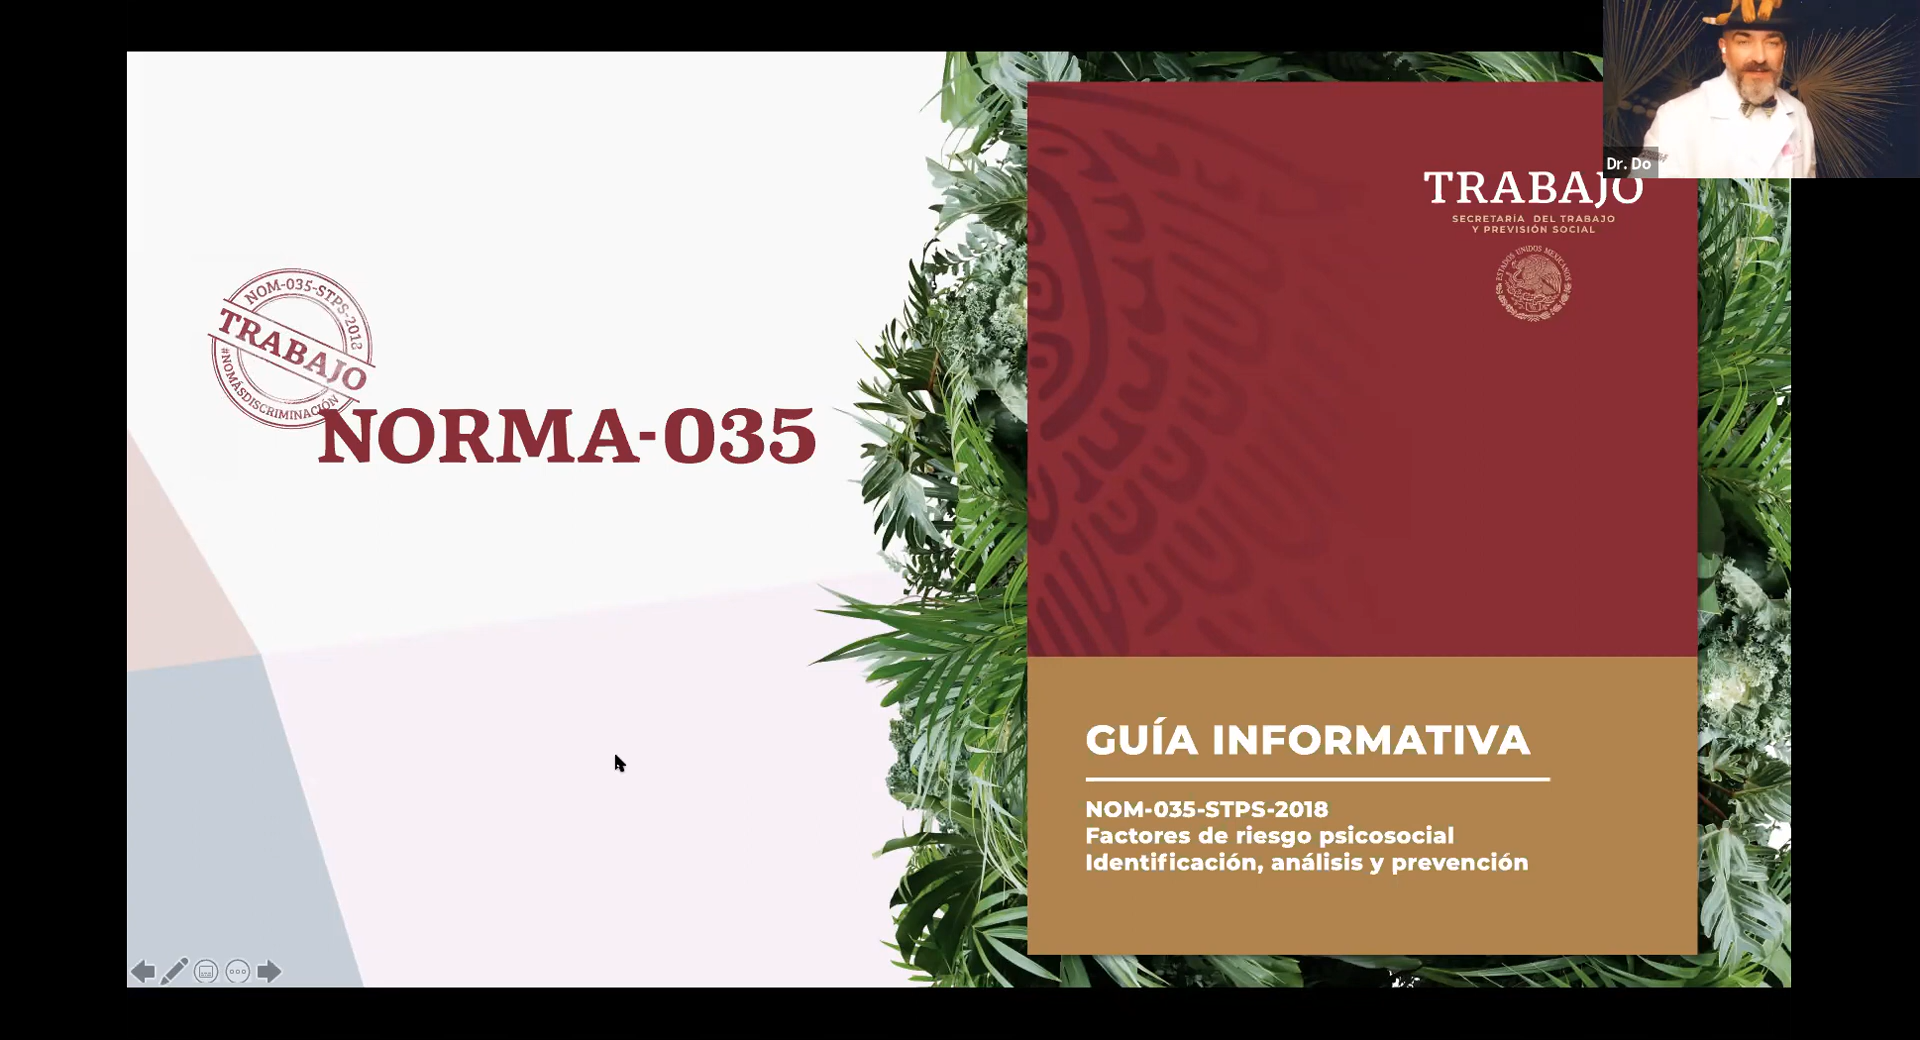 NOM-035-STPS-2018
TRABAJO
#NOMÁSDISCRIMINACIÓN
NORMA-035
Dr. Do
TRABAJO
SECRETARÍA DEL TRABAJO
Y PREVISIÓN SOCIAL
ESTADOS UNIDOS MEXICANOS
GUÍA INFORMATIVA
NOM-035-STPS-2018
Factores de riesgo psicosocial
Identificación, análisis y prevención